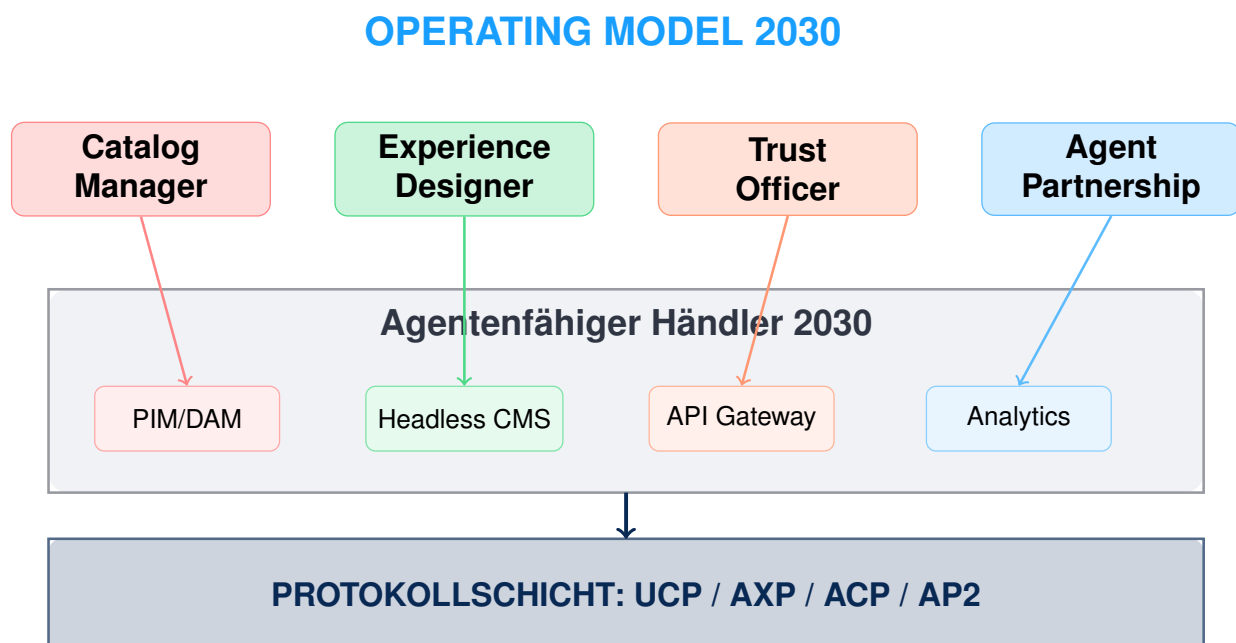 OPERATING MODEL 2030
Catalog
Manager
Experience
Designer
Trust
Officer
Agent
Partnership
Agentenfähiger Händler 2030
PIM/DAM
Headless CMS
API Gateway
Analytics
PROTOKOLLSCHICHT: UCP / AXP / ACP / AP2